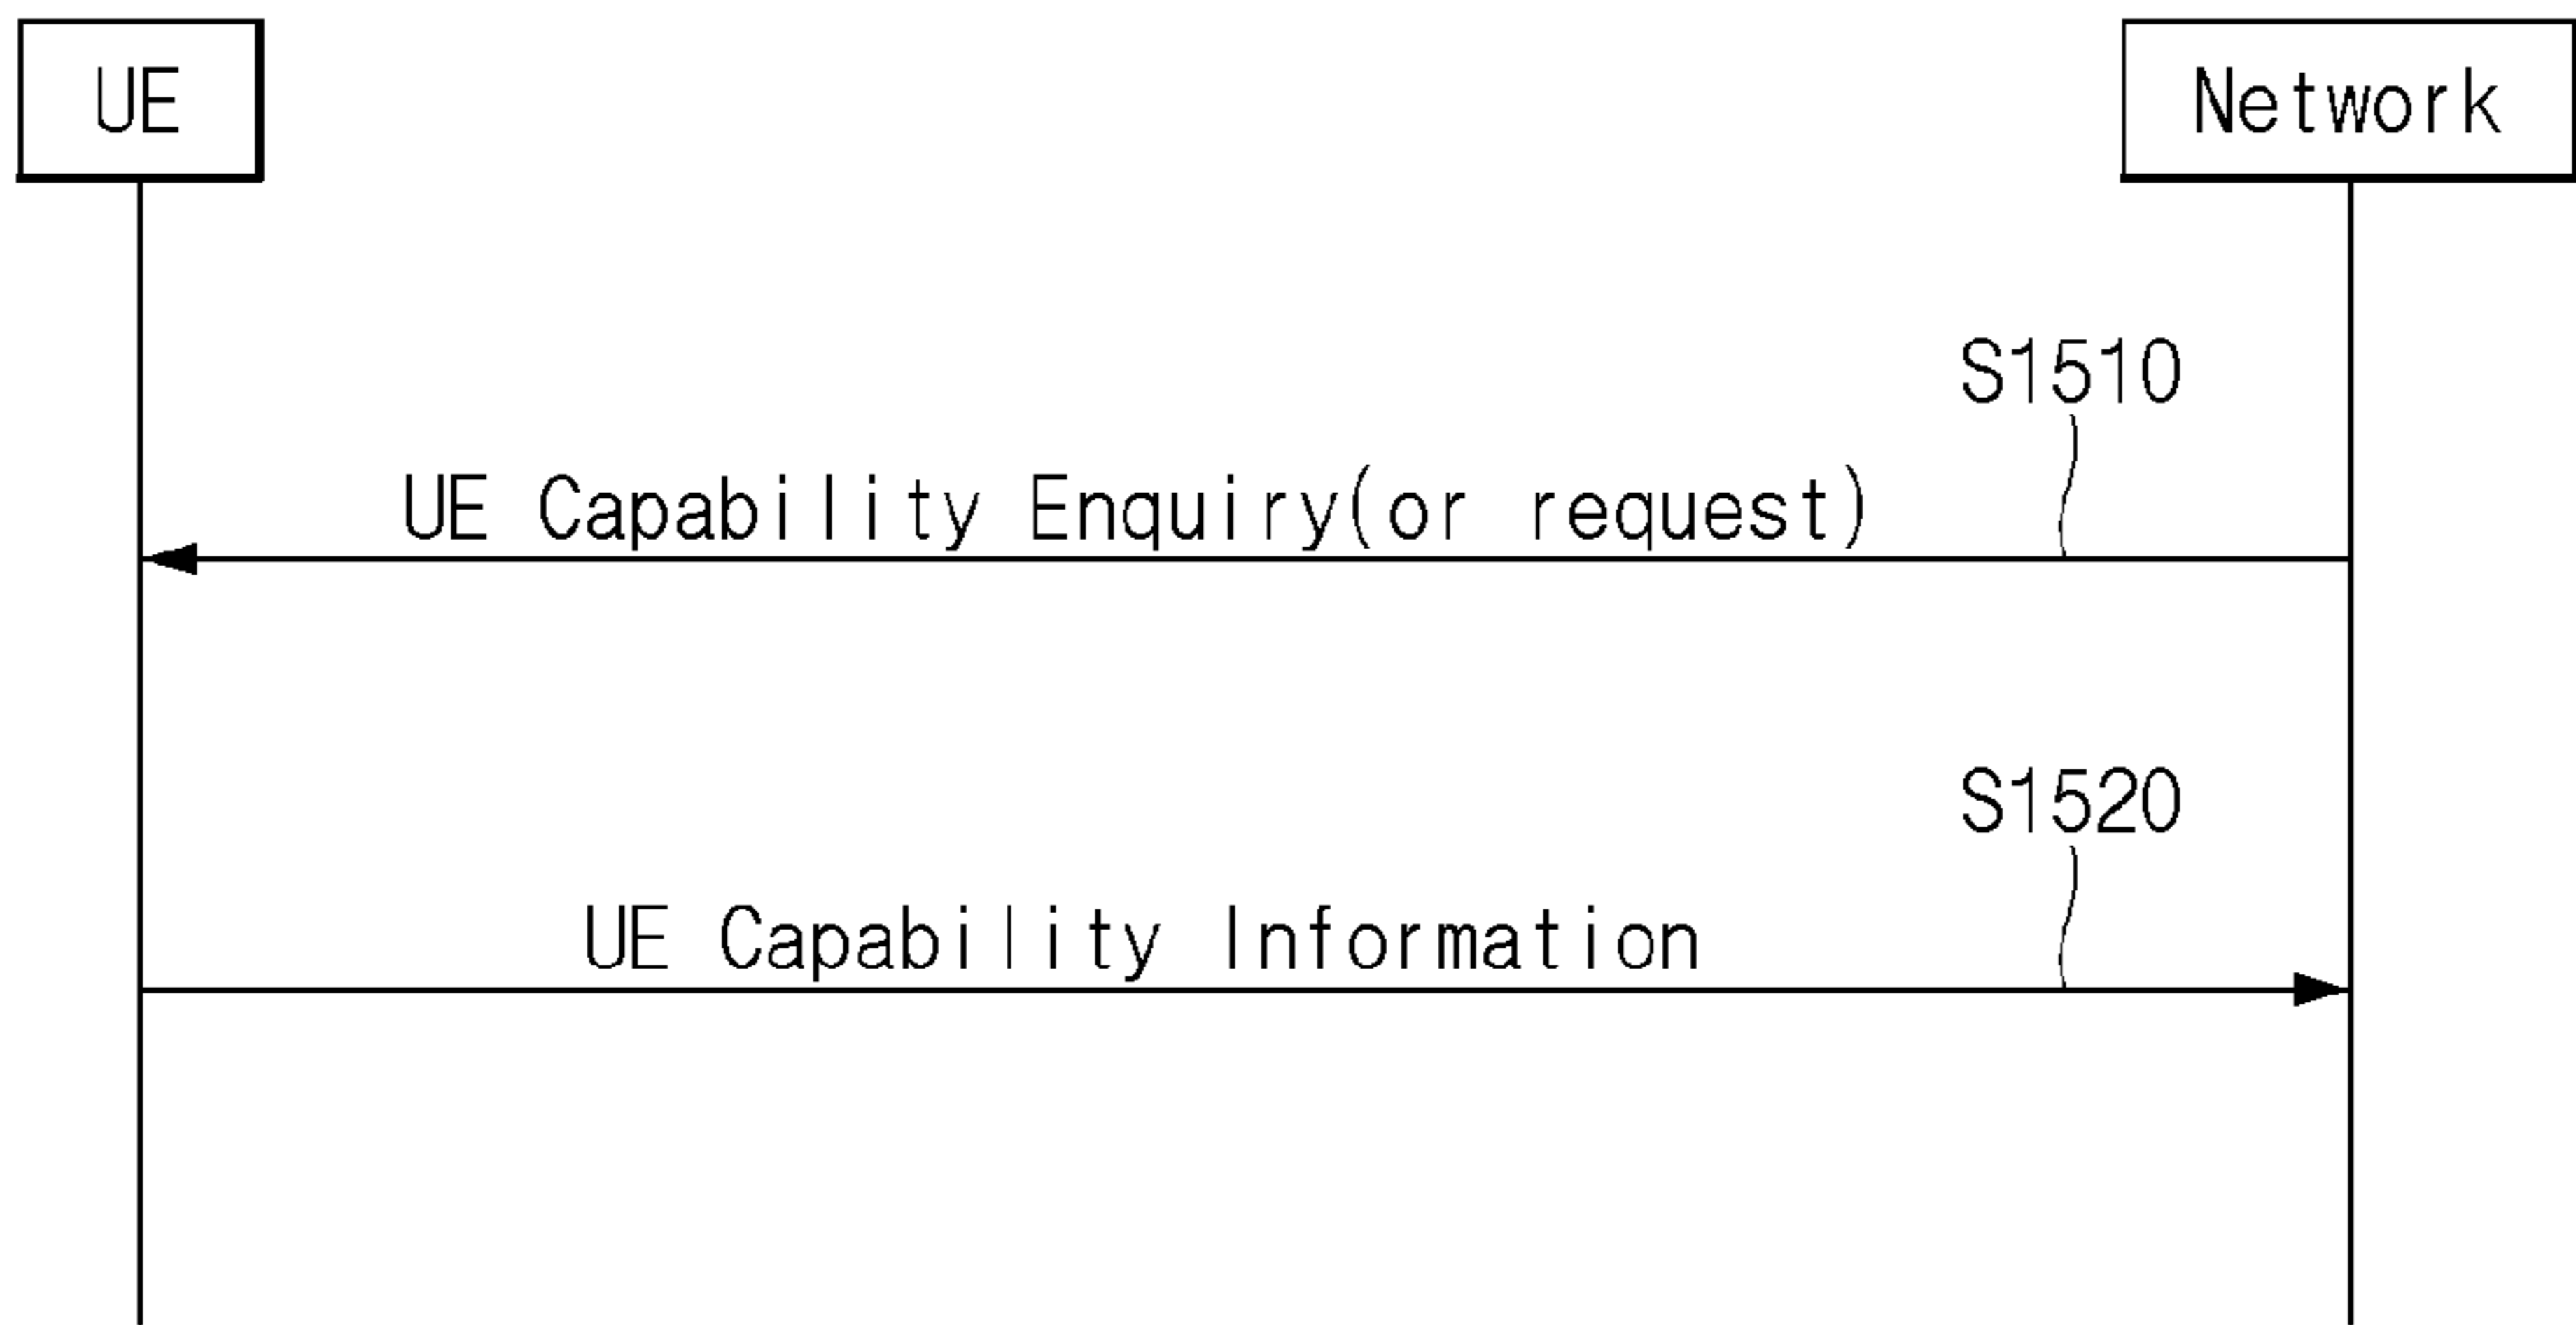 UE
Network
S1510
UE Capability Enquiry(or request)
S1520
UE Capability Information